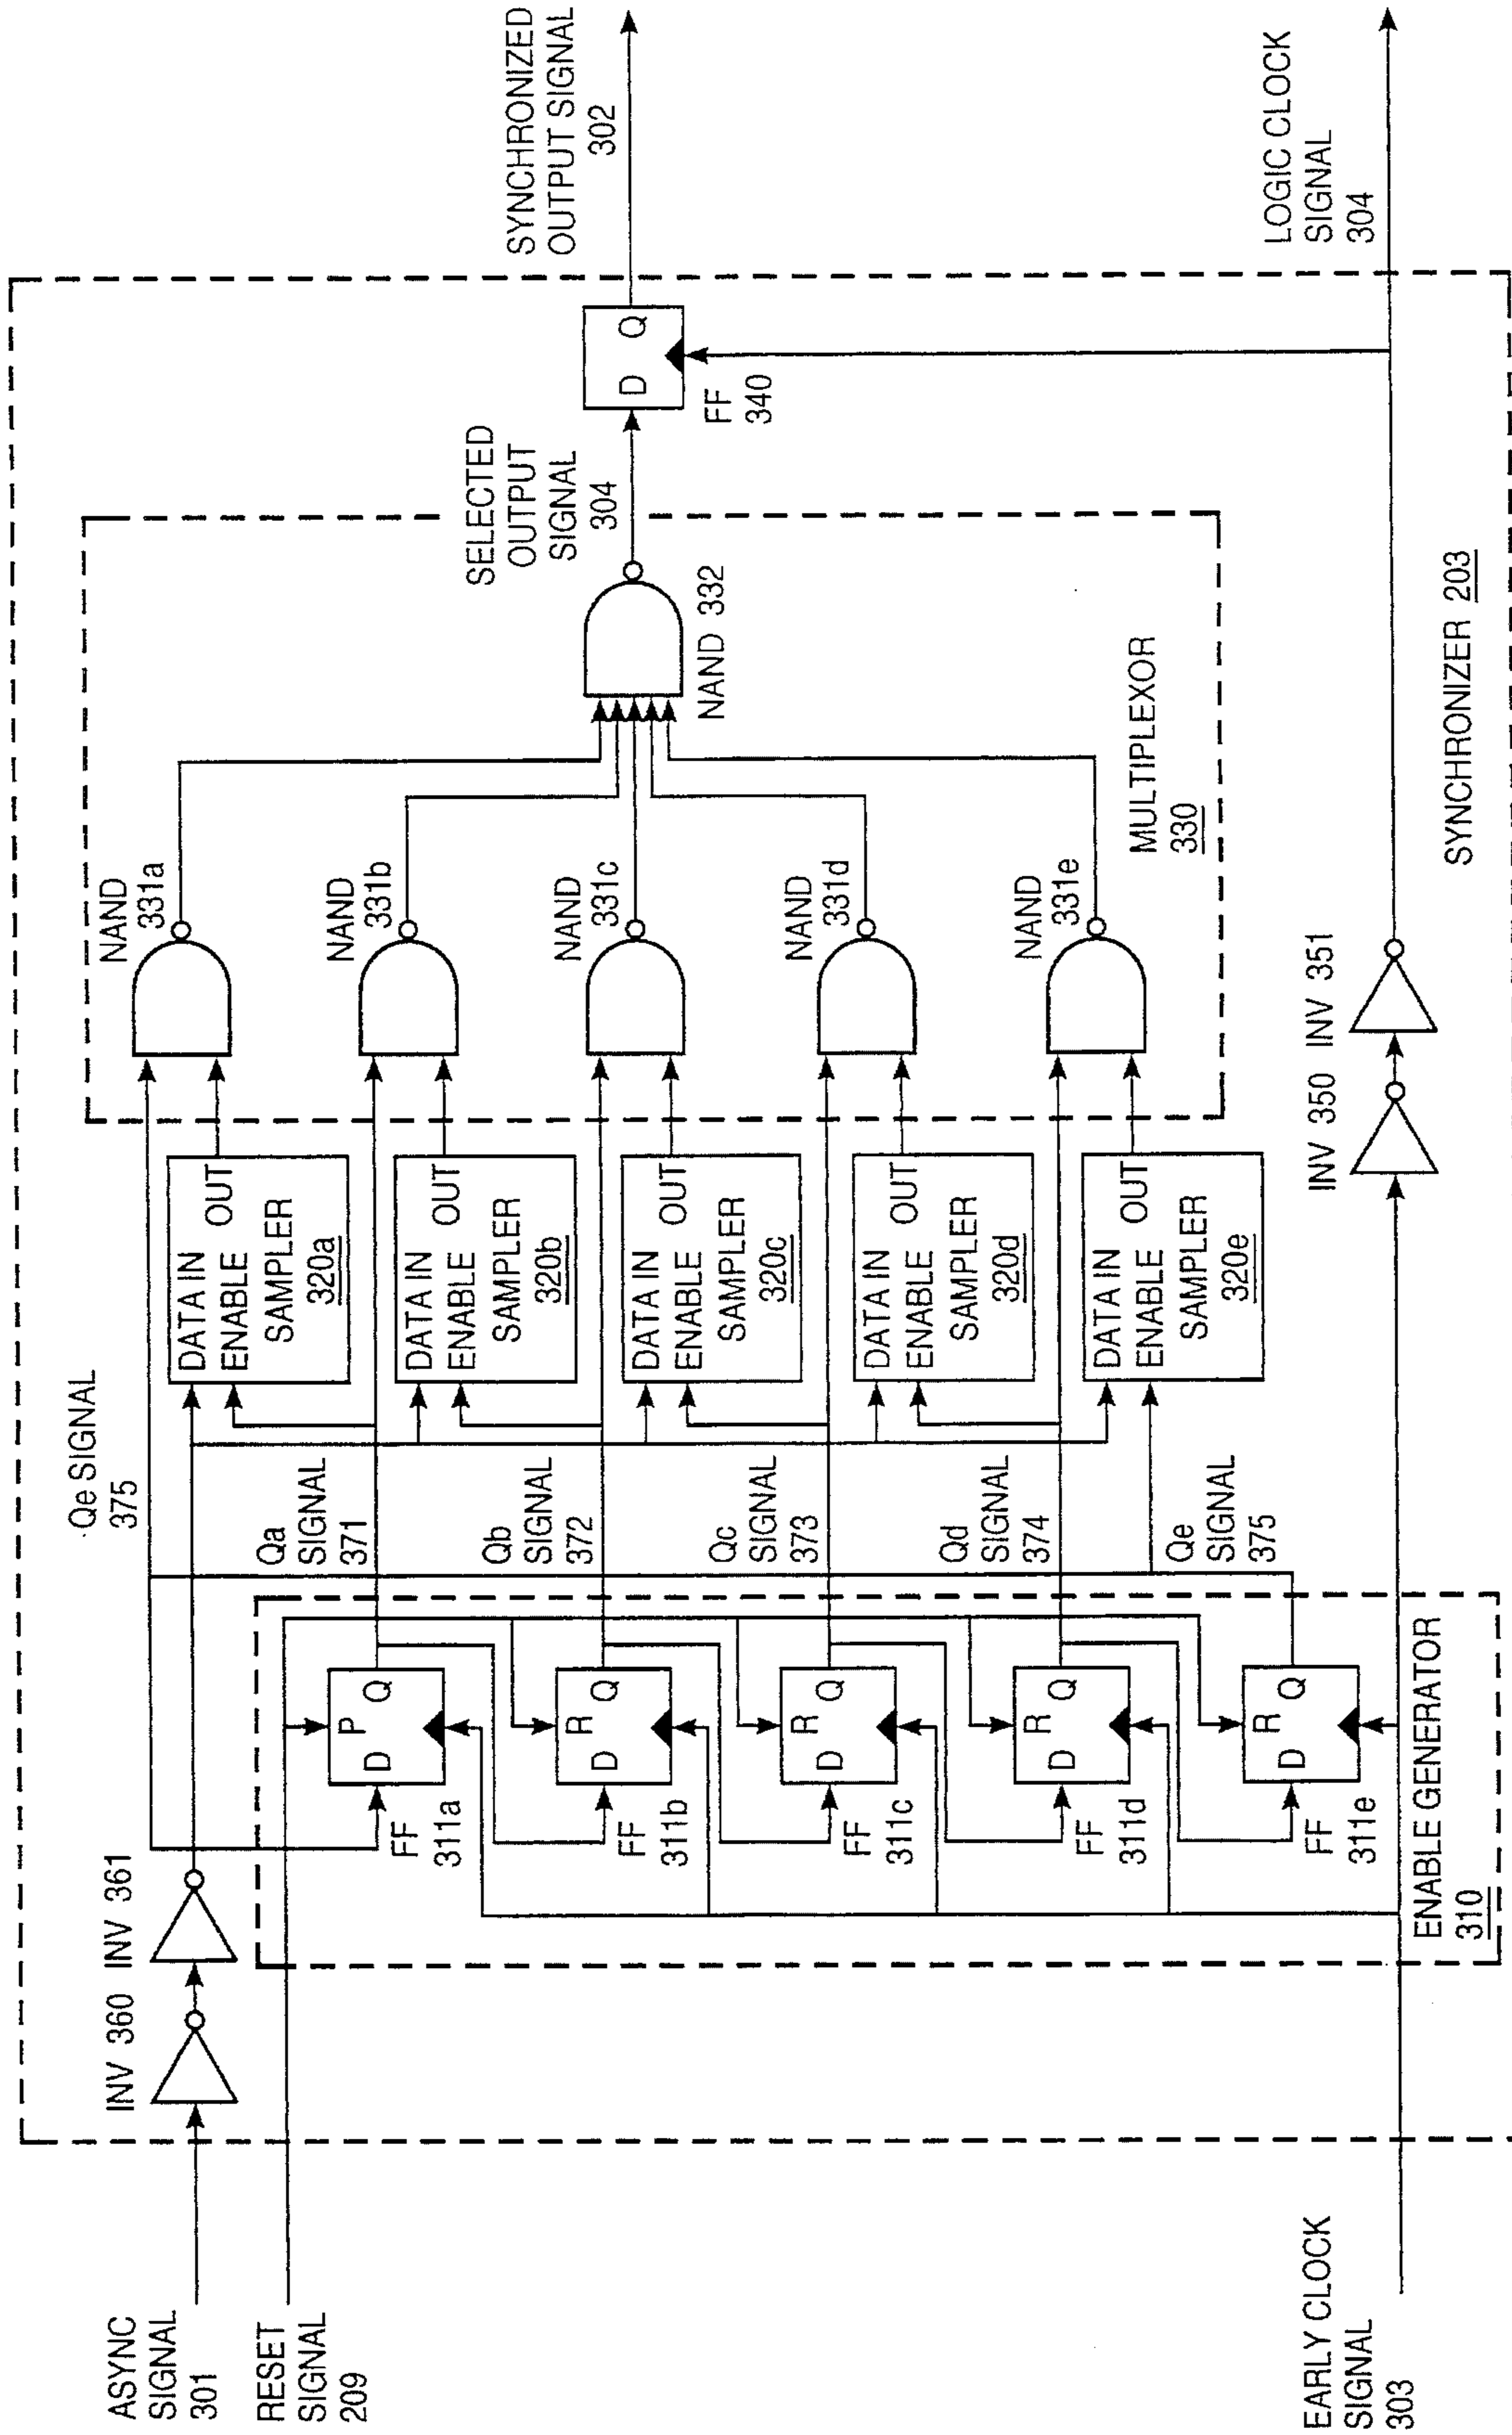 ASYNC
SIGNAL
301
RESET
SIGNAL
209
EARLY CLOCK
SIGNAL
303
INV 360
INV 361
Qe SIGNAL
375
P
D
Q
FF
311a
R
D
Q
FF
311b
R
D
Q
FF
311c
R
D
Q
FF
311d
R
D
Q
FF
311e
ENABLE GENERATOR
310
Qa
SIGNAL
371
Qb
SIGNAL
372
Qc
SIGNAL
373
Qd
SIGNAL
374
Qe
SIGNAL
375
DATA IN
ENABLE OUT
SAMPLER
320a
DATA IN
ENABLE OUT
SAMPLER
320b
DATA IN
ENABLE OUT
SAMPLER
320c
DATA IN
ENABLE OUT
SAMPLER
320d
DATA IN
ENABLE OUT
SAMPLER
320e
NAND
331a
NAND
331b
NAND
331c
NAND
331d
NAND
331e
NAND 332
MULTIPLEXOR
330
SELECTED
OUTPUT
SIGNAL
304
D Q
FF
340
INV 350
INV 351
SYNCHRONIZER 203
SYNCHRONIZED
OUTPUT SIGNAL
302
LOGIC CLOCK
SIGNAL
304